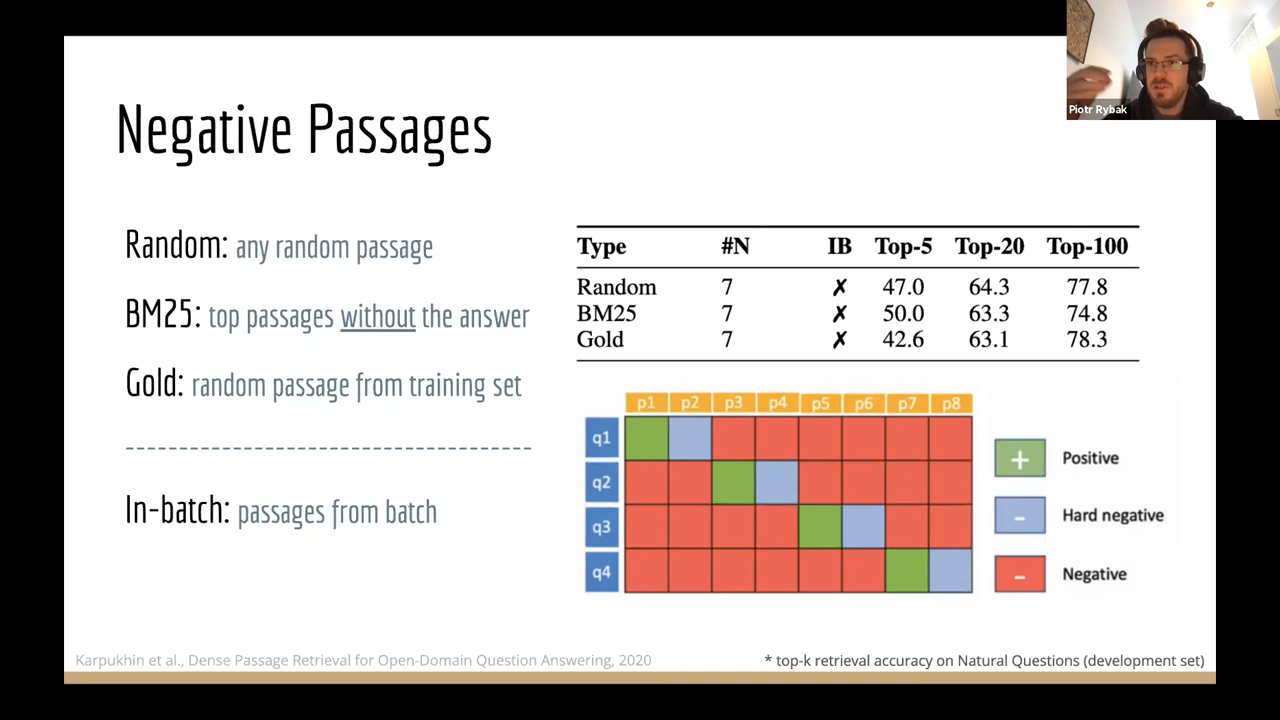 Piotr Rybak
Negative Passages
Random: any random passage
BM25: top passages without the answer
Gold: random passage from training set
In-batch: passages from batch
Type #N IB Top-5 Top-20 Top-100
Random 7 ✗ 47.0 64.3 77.8
BM25 7 ✗ 50.0 63.3 74.8
Gold 7 ✗ 42.6 63.1 78.3
p1 p2 p3 p4 p5 p6 p7 p8
q1
q2
q3
q4
+ Positive
- Hard negative
- Negative
Karpukhin et al., Dense Passage Retrieval for Open-Domain Question Answering, 2020
* top-k retrieval accuracy on Natural Questions (development set)